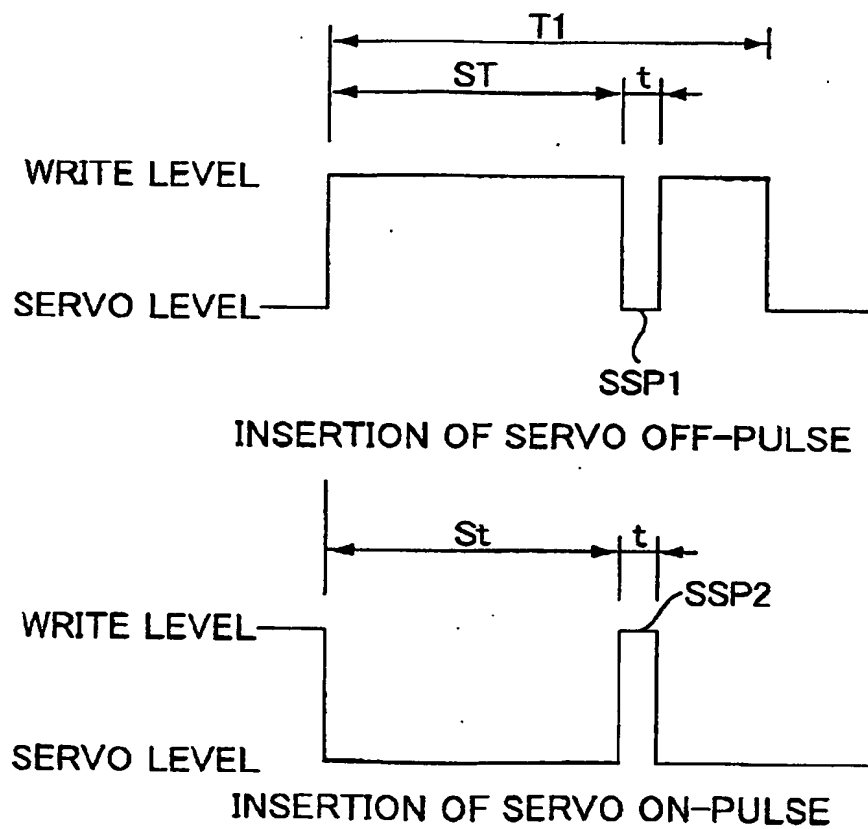 T1
ST t
WRITE LEVEL
SERVO LEVEL
SSP1
INSERTION OF SERVO OFF-PULSE
St t
SSP2
WRITE LEVEL
SERVO LEVEL
INSERTION OF SERVO ON-PULSE